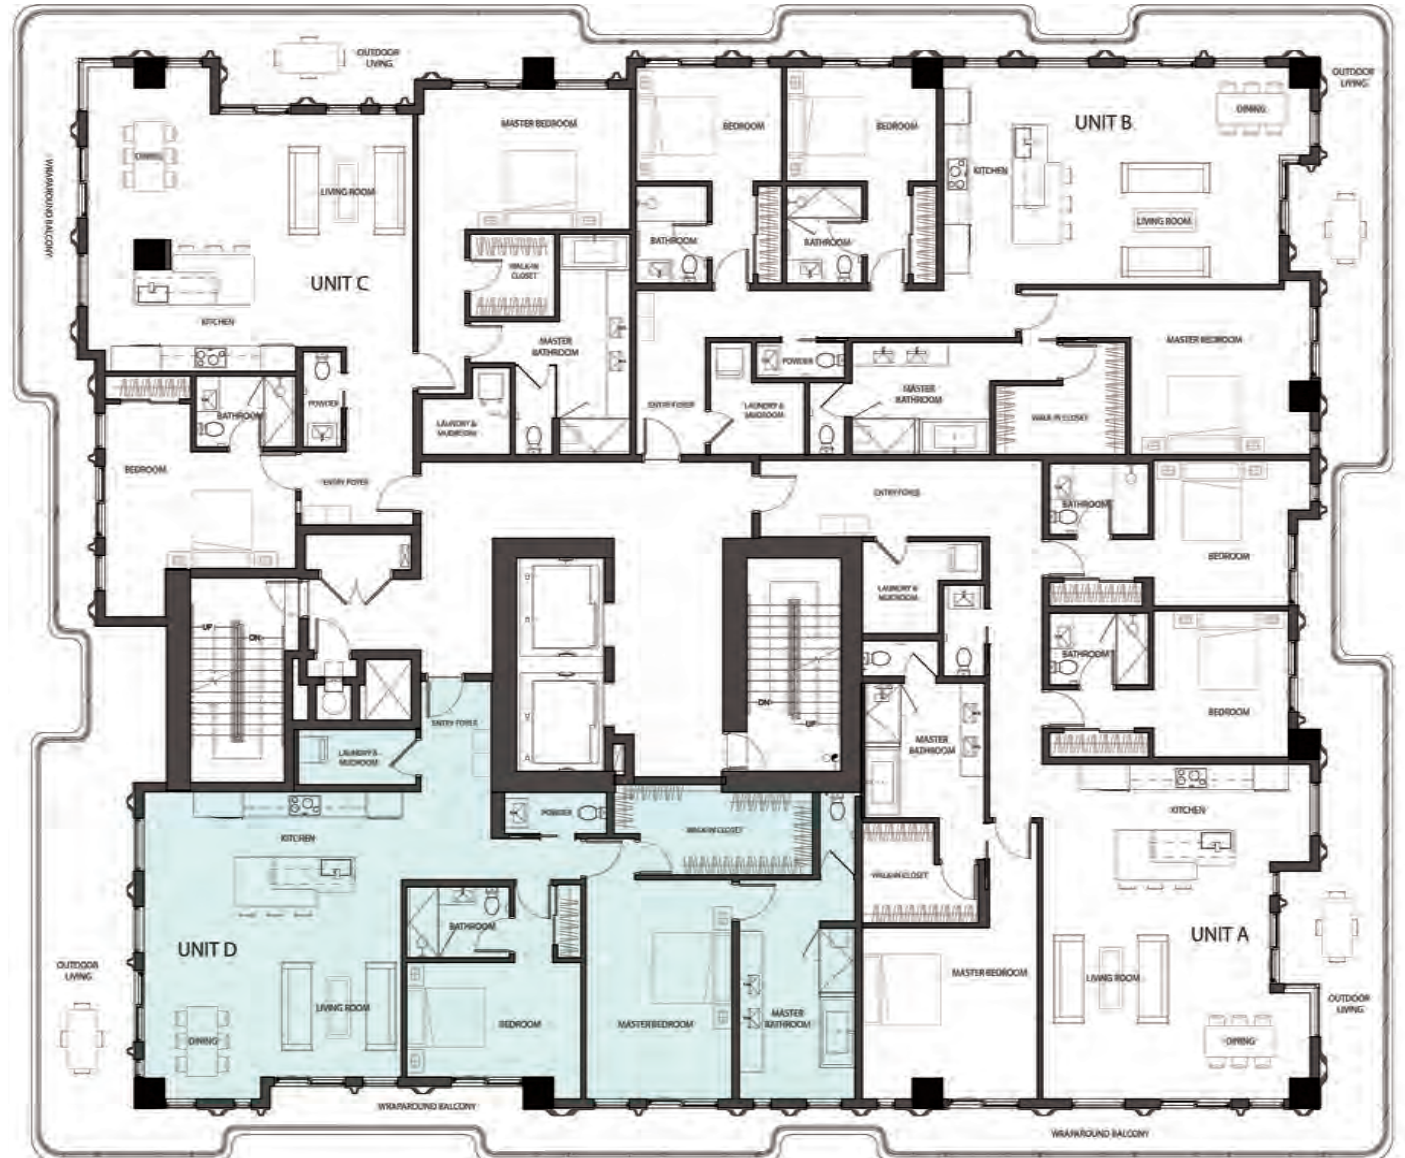 OUTDOOR
LIVING
MASTER BEDROOM
BEDROOM
BEDROOM
UNIT B
DINING
OUTDOOR
LIVING
WRAPAROUND BALCONY
DINING
LIVING ROOM
KITCHEN
LIVING ROOM
UNIT C
WALK-IN
CLOSET
BATHROOM
BATHROOM
KITCHEN
MASTER
BATHROOM
MASTER BEDROOM
POWDER
MASTER
BATHROOM
BATHROOM
POWDER
LAUNDRY &
MUDROOM
ENTRY FOYER
LAUNDRY &
MUDROOM
WALK-IN CLOSET
BEDROOM
ENTRY FOYER
ENTRY FOYER
BATHROOM
BEDROOM
LAUNDRY &
MUDROOM
UP
DN
BATHROOM
BEDROOM
DN
UP
ENTRY FOYER
MASTER
BATHROOM
LAUNDRY &
MUDROOM
KITCHEN
POWDER
WALK-IN CLOSET
KITCHEN
WALK-IN CLOSET
BATHROOM
UNIT D
UNIT A
OUTDOOR
LIVING
LIVING ROOM
BEDROOM
MASTER BEDROOM
MASTER
BATHROOM
MASTER BEDROOM
LIVING ROOM
OUTDOOR
LIVING
DINING
DINING
WRAPAROUND BALCONY
WRAPAROUND BALCONY